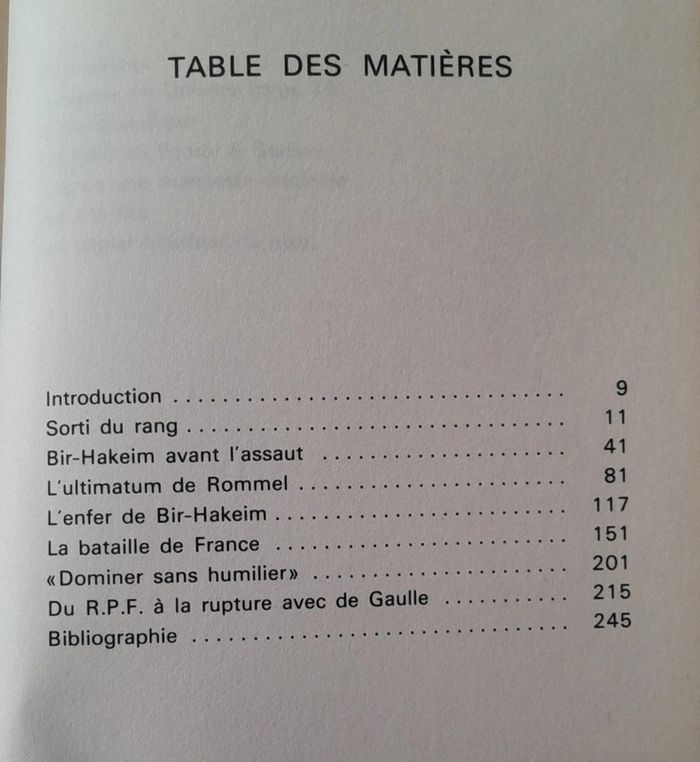 TABLE DES MATIÈRES
Introduction ................................. 9
Sorti du rang ................................ 11
Bir-Hakeim avant l'assaut ..................... 41
L'ultimatum de Rommel ....................... 81
L'enfer de Bir-Hakeim ......................... 117
La bataille de France ......................... 151
«Dominer sans humilier» ...................... 201
Du R.P.F. à la rupture avec de Gaulle ........... 215
Bibliographie ................................ 245